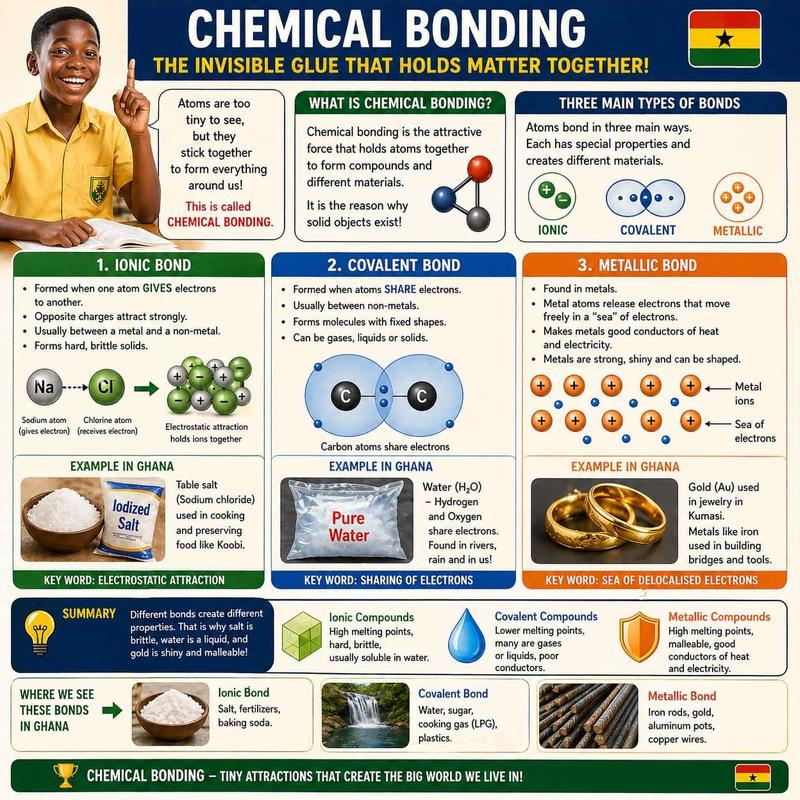 CHEMICAL BONDING
THE INVISIBLE GLUE THAT HOLDS MATTER TOGETHER!
Atoms are too
tiny to see,
but they
stick together
to form everything
around us!
This is called
CHEMICAL BONDING.
WHAT IS CHEMICAL BONDING?
Chemical bonding is the attractive
force that holds atoms together
to form compounds and
different materials.
It is the reason why
solid objects exist!
THREE MAIN TYPES OF BONDS
Atoms bond in three main ways.
Each has special properties and
creates different materials.
IONIC
COVALENT
METALLIC
1. IONIC BOND
• Formed when one atom GIVES electrons
to another.
• Opposite charges attract strongly.
• Usually between a metal and a non-metal.
• Forms hard, brittle solids.
Na
Cl
Sodium atom
(gives electron)
Chlorine atom
(receives electron)
Electrostatic attraction
holds ions together
EXAMPLE IN GHANA
Iodized
Salt
Table salt
(Sodium chloride)
used in cooking
and preserving
food like Koobi.
KEY WORD: ELECTROSTATIC ATTRACTION
2. COVALENT BOND
• Formed when atoms SHARE electrons.
• Usually between non-metals.
• Forms molecules with fixed shapes.
• Can be gases, liquids or solids.
C
C
Carbon atoms share electrons
EXAMPLE IN GHANA
Pure
Water
Water (H₂O)
– Hydrogen
and Oxygen
share electrons.
Found in rivers,
rain and in us!
KEY WORD: SHARING OF ELECTRONS
3. METALLIC BOND
• Found in metals.
• Metal atoms release electrons that move
freely in a “sea” of electrons.
• Makes metals good conductors of heat
and electricity.
• Metals are strong, shiny and can be shaped.
Metal
ions
Sea of
electrons
EXAMPLE IN GHANA
Gold (Au) used
in jewelry in
Kumasi.
Metals like iron
used in building
bridges and tools.
KEY WORD: SEA OF DELOCALISED ELECTRONS
SUMMARY
Different bonds create different
properties. That is why salt is
brittle, water is a liquid, and
gold is shiny and malleable!
Ionic Compounds
High melting points,
hard, brittle,
usually soluble in water.
Covalent Compounds
Lower melting points,
many are gases
or liquids, poor
conductors.
Metallic Compounds
High melting points,
malleable, good
conductors of heat
and electricity.
WHERE WE SEE
THESE BONDS
IN GHANA
Ionic Bond
Salt, fertilizers,
baking soda.
Covalent Bond
Water, sugar,
cooking gas (LPG),
plastics.
Metallic Bond
Iron rods, gold,
aluminum pots,
copper wires.
CHEMICAL BONDING – TINY ATTRACTIONS THAT CREATE THE BIG WORLD WE LIVE IN!